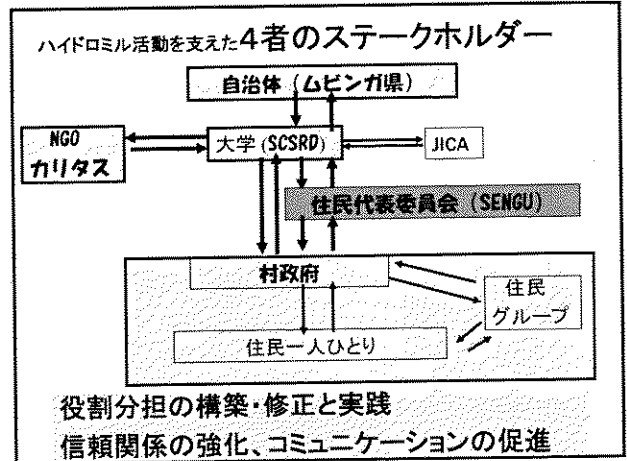 ハイドロミル活動を支えた4者のステークホルダー
自治体(ムビンガ県)
NGO
カリタス
大学(SCSRD)
JICA
住民代表委員会(SENGU)
村政府
住民
グループ
住民一人ひとり
役割分担の構築・修正と実践
信頼関係の強化、コミュニケーションの促進